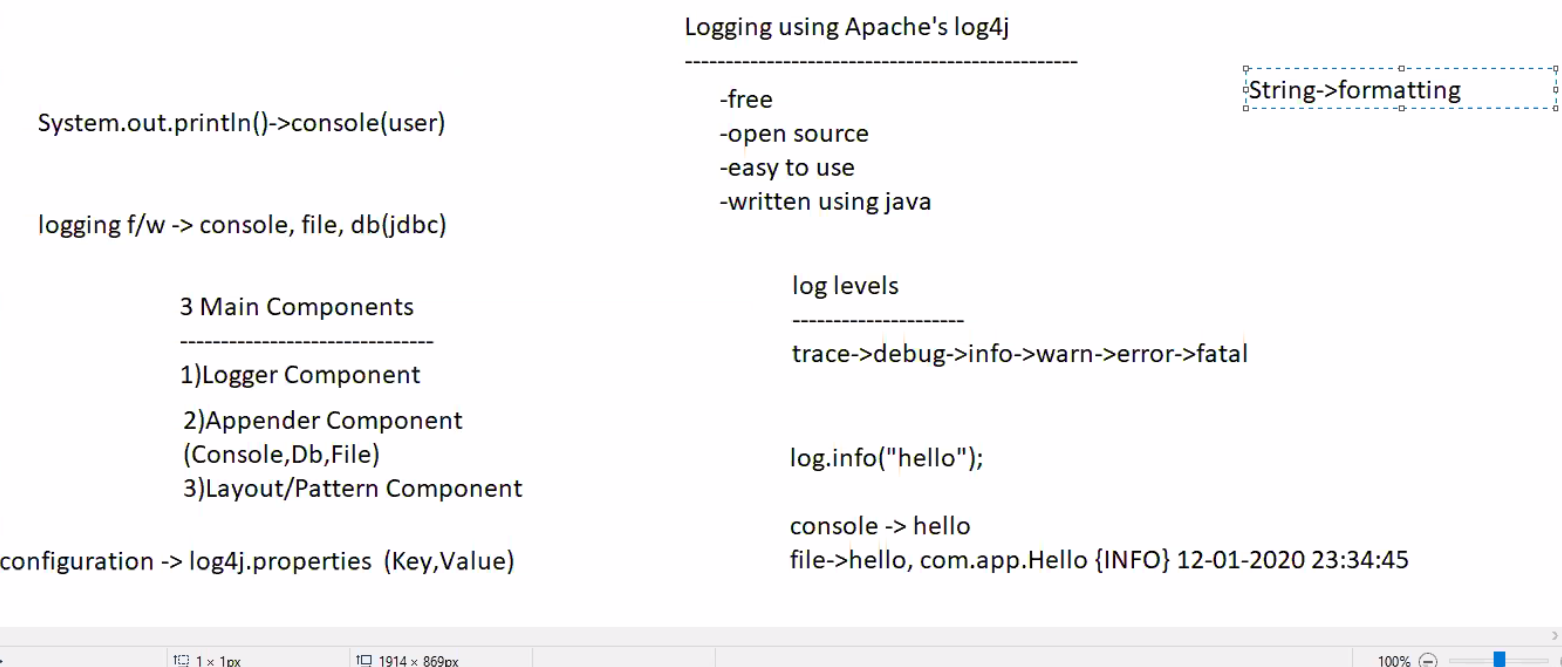 Logging using Apache's log4j
-----------------------------------------------
String->formatting
-free
-open source
-easy to use
-written using java
System.out.println()->console(user)
logging f/w -> console, file, db(jdbc)
3 Main Components
-------------------------------
1)Logger Component
2)Appender Component
(Console,Db,File)
3)Layout/Pattern Component
configuration -> log4j.properties (Key,Value)
log levels
---------------------
trace->debug->info->warn->error->fatal
log.info("hello");
console -> hello
file->hello, com.app.Hello {INFO} 12-01-2020 23:34:45
1 × 1px
1914 × 869px
100%